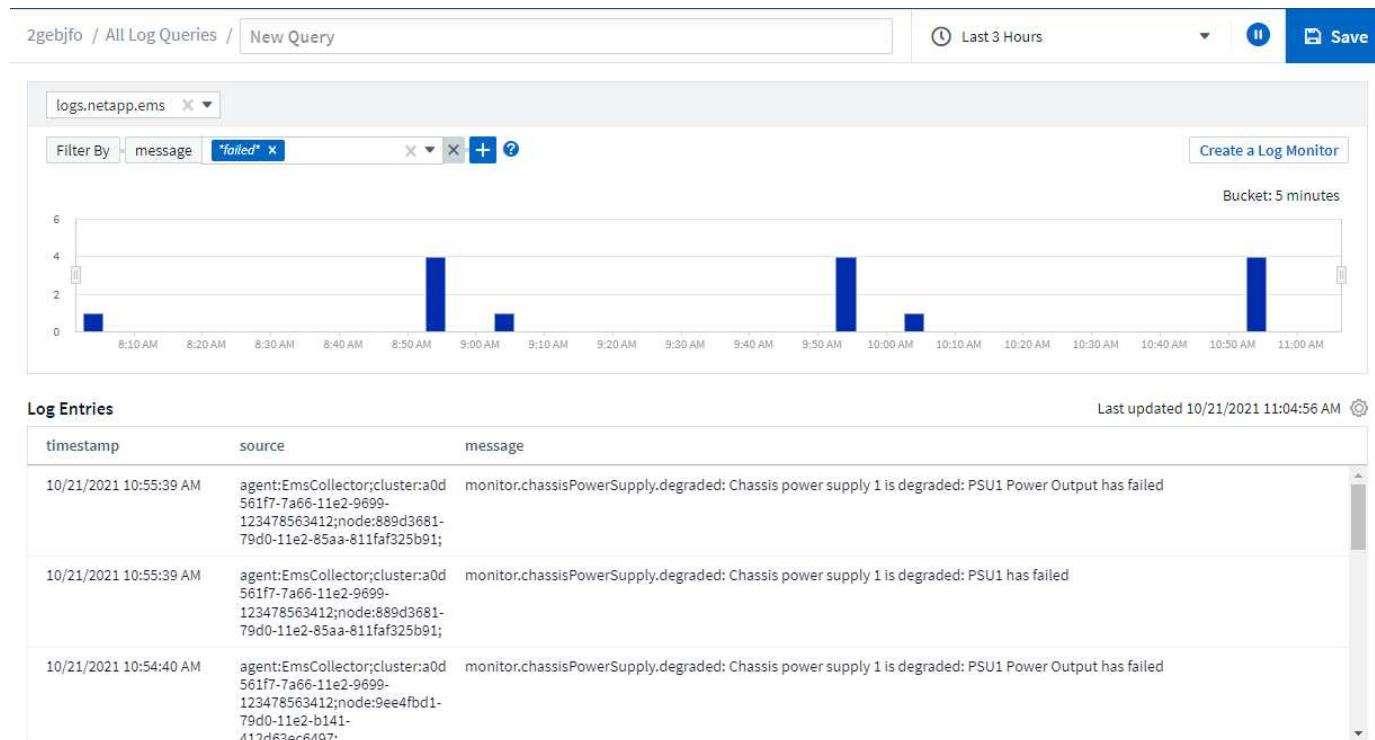 2gebjfo / All Log Queries / New Query Last 3 Hours Save
logs.netapp.ems
Filter By message *failed* Create a Log Monitor
Bucket: 5 minutes
6
4
2
0
8:10 AM 8:20 AM 8:30 AM 8:40 AM 8:50 AM 9:00 AM 9:10 AM 9:20 AM 9:30 AM 9:40 AM 9:50 AM 10:00 AM 10:10 AM 10:20 AM 10:30 AM 10:40 AM 10:50 AM 11:00 AM
Log Entries Last updated 10/21/2021 11:04:56 AM
timestamp source message
10/21/2021 10:55:39 AM agent:EmsCollector;cluster:a0d monitor.chassisPowerSupply.degraded: Chassis power supply 1 is degraded: PSU1 Power Output has failed
561f7-7a66-11e2-9699-
123478563412;node:889d3681-
79d0-11e2-85aa-811faf325b91;
10/21/2021 10:55:39 AM agent:EmsCollector;cluster:a0d monitor.chassisPowerSupply.degraded: Chassis power supply 1 is degraded: PSU1 has failed
561f7-7a66-11e2-9699-
123478563412;node:889d3681-
79d0-11e2-85aa-811faf325b91;
10/21/2021 10:54:40 AM agent:EmsCollector;cluster:a0d monitor.chassisPowerSupply.degraded: Chassis power supply 1 is degraded: PSU1 Power Output has failed
561f7-7a66-11e2-9699-
123478563412;node:9ee4fbd1-
79d0-11e2-b141-
412d63ec6497;